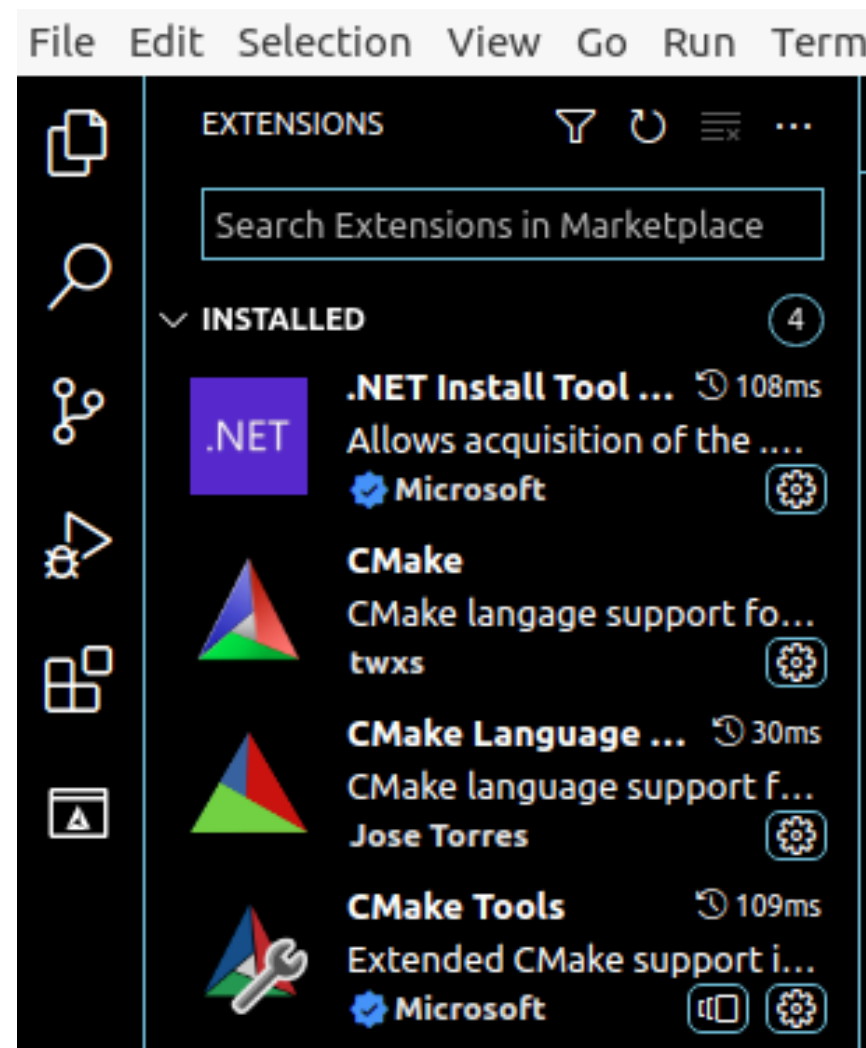 File Edit Selection View Go Run Term
EXTENSIONS
Search Extensions in Marketplace
INSTALLED 4
.NET
.NET Install Tool ... 108ms
Allows acquisition of the ....
Microsoft
CMake
CMake langage support fo...
twxs
CMake Language ... 30ms
CMake language support f...
Jose Torres
CMake Tools 109ms
Extended CMake support i...
Microsoft